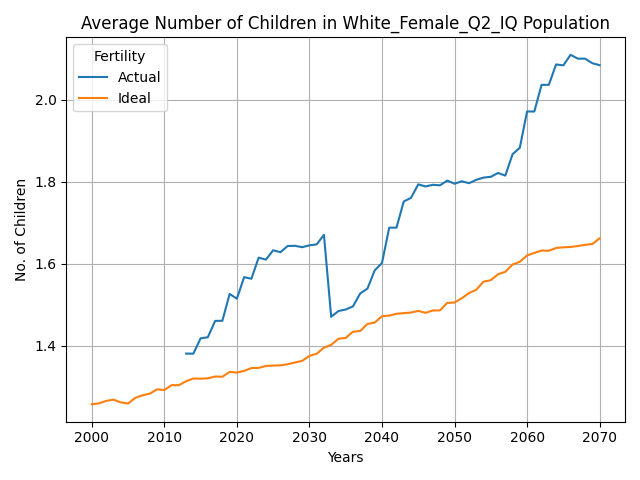 Average Number of Children in White_Female_Q2_IQ Population
Fertility
Actual
Ideal
No. of Children
2.0
1.8
1.6
1.4
2000 2010 2020 2030 2040 2050 2060 2070
Years